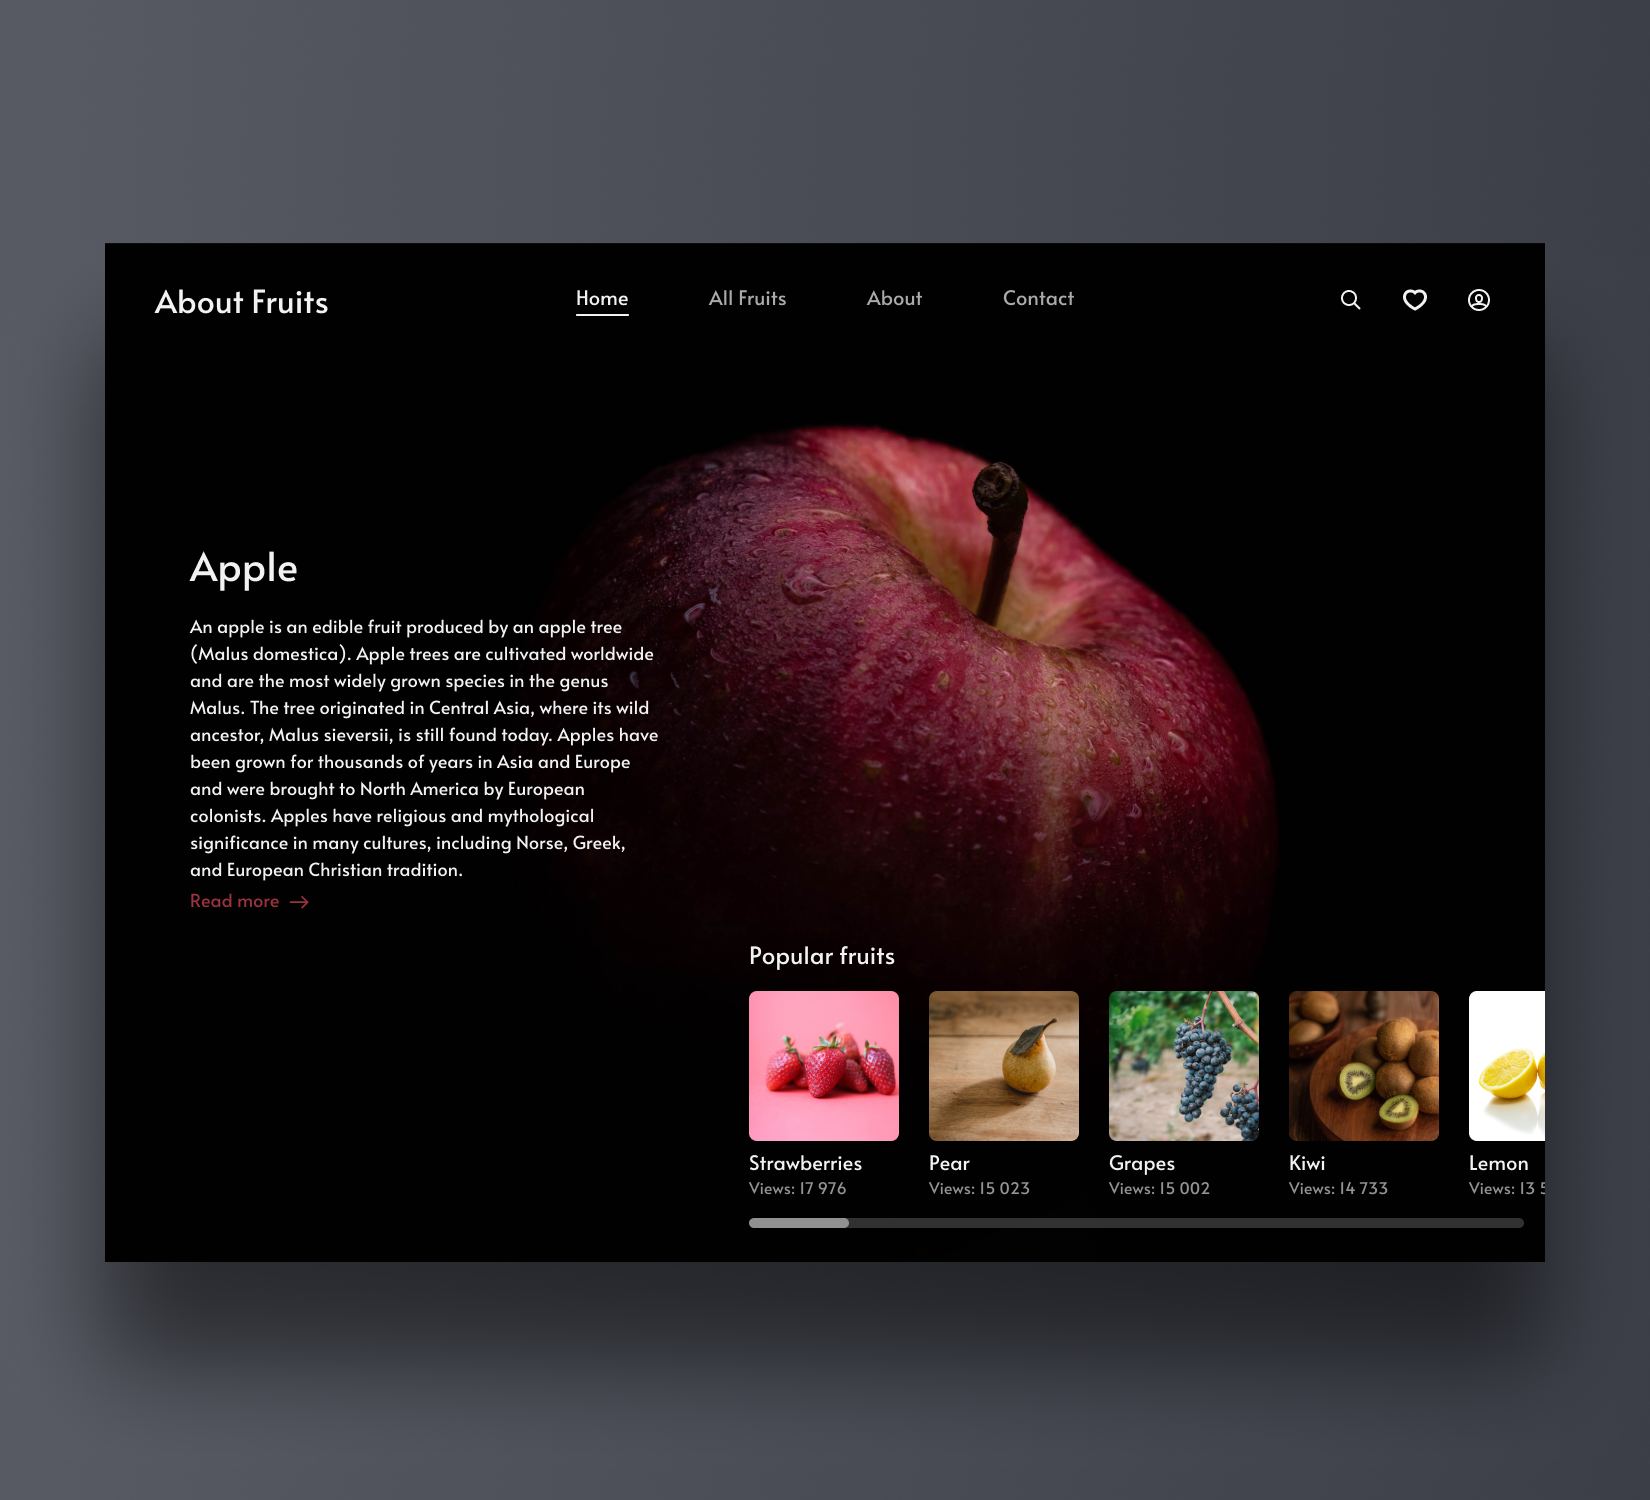 About Fruits
Home All Fruits About Contact
Apple
An apple is an edible fruit produced by an apple tree
(Malus domestica). Apple trees are cultivated worldwide
and are the most widely grown species in the genus
Malus. The tree originated in Central Asia, where its wild
ancestor, Malus sieversii, is still found today. Apples have
been grown for thousands of years in Asia and Europe
and were brought to North America by European
colonists. Apples have religious and mythological
significance in many cultures, including Norse, Greek,
and European Christian tradition.
Read more
Popular fruits
Strawberries Pear Grapes Kiwi Lemon
Views: 17 976 Views: 15 023 Views: 15 002 Views: 14 733 Views: 13